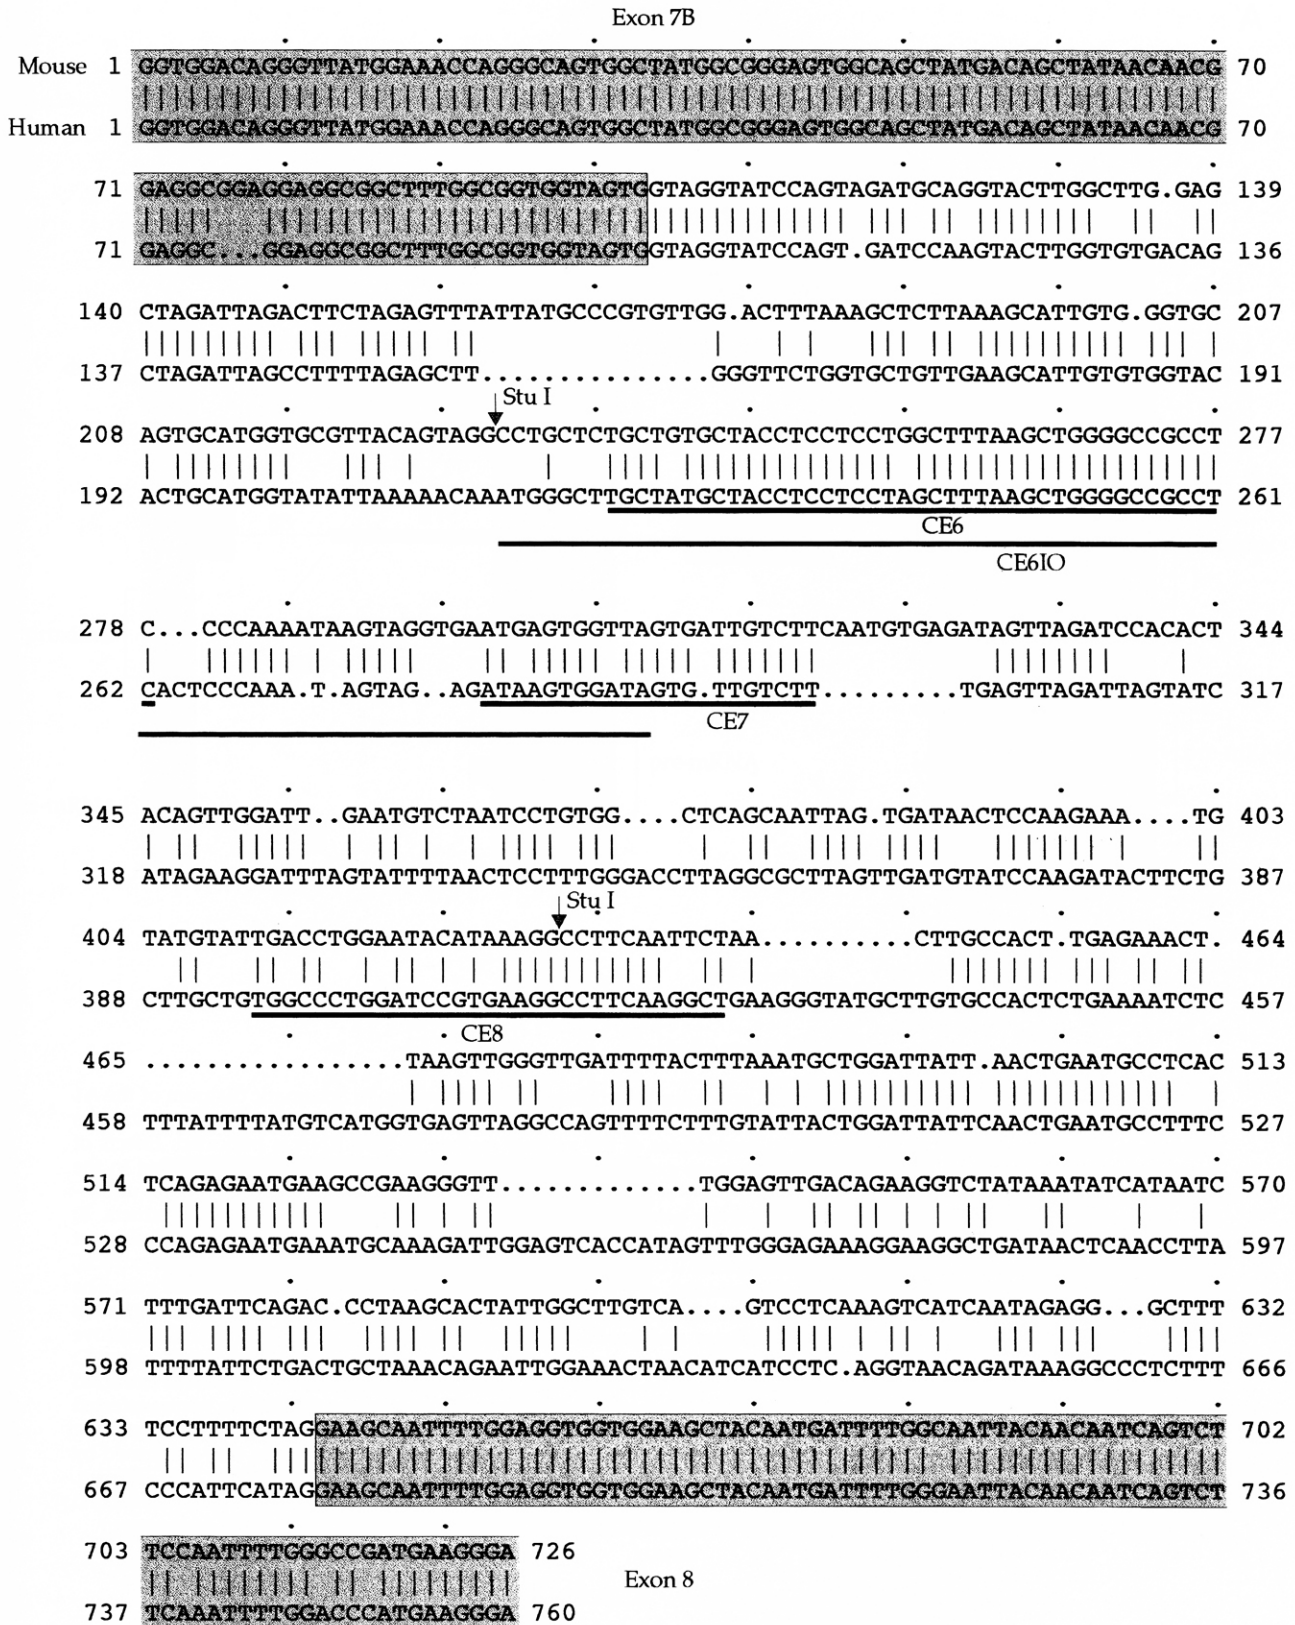 Exon 7B
Mouse 1 GGTGGACAGGGTTATGGAAACCAGGGCAGTGGCTATGGCGGGAGTGGCAGCTATGACAGCTATAACAACG 70
Human 1 GGTGGACAGGGTTATGGAAACCAGGGCAGTGGCTATGGCGGGAGTGGCAGCTATGACAGCTATAACAACG 70
71 GAGGCGGAGGAGGCGGCTTTGGCGGTGGTAGTGGTAGGTATCCAGTAGATGCAGGTACTTGGCTTG.GAG 139
71 GAGGC...GGAGGCGGCTTTGGCGGTGGTAGTGGTAGGTATCCAGT.GATCCAAGTACTTGGTGTGACAG 136
140 CTAGATTAGACTTCTAGAGTTTATTATGCCCGTGTTGG.ACTTTAAAGCTCTTAAAGCATTGTG.GGTGC 207
137 CTAGATTAGCCTTTTAGAGCTT...............GGGTTCTGGTGCTGTTGAAGCATTGTGTGGTAC 191
Stu I
208 AGTGCATGGTGCGTTACAGTAGGCCTGCTCTGCTGTGCTACCTCCTCCTGGCTTTAAGCTGGGGCCGCCT 277
192 ACTGCATGGTATATTAAAAACAAATGGGCTTGCTATGCTACCTCCTCCTAGCTTTAAGCTGGGGCCGCCT 261
CE6
CE6IO
278 C...CCCAAAATAAGTAGGTGAATGAGTGGTTAGTGATTGTCTTCAATGTGAGATAGTTAGATCCACACT 344
262 CACTCCCAAA.T.AGTAG..AGATAAGTGGATAGTG.TTGTCTT.........TGAGTTAGATTAGTATC 317
CE7
345 ACAGTTGGATT..GAATGTCTAATCCTGTGG....CTCAGCAATTAG.TGATAACTCCAAGAAA....TG 403
318 ATAGAAGGATTTAGTATTTTAACTCCTTTGGGACCTTAGGCGCTTAGTTGATGTATCCAAGATACTTCTG 387
Stu I
404 TATGTATTGACCTGGAATACATAAAGGCCTTCAATTCTAA..........CTTGCCACT.TGAGAAACT. 464
388 CTTGCTGTGGCCCTGGATCCGTGAAGGCCTTCAAGGCTGAAGGGTATGCTTGTGCCACTCTGAAAATCTC 457
CE8
465 .................TAAGTTGGGTTGATTTTACTTTAAATGCTGGATTATT.AACTGAATGCCTCAC 513
458 TTTATTTTATGTCATGGTGAGTTAGGCCAGTTTTCTTTGTATTACTGGATTATTCAACTGAATGCCTTTC 527
514 TCAGAGAATGAAGCCGAAGGGTT.............TGGAGTTGACAGAAGGTCTATAAATATCATAATC 570
528 CCAGAGAATGAAATGCAAAGATTGGAGTCACCATAGTTTGGGAGAAAGGAAGGCTGATAACTCAACCTTA 597
571 TTTGATTCAGAC.CCTAAGCACTATTGGCTTGTCA....GTCCTCAAAGTCATCAATAGAGG...GCTTT 632
598 TTTTATTCTGACTGCTAAACAGAATTGGAAACTAACATCATCCTC.AGGTAACAGATAAAGGCCCTCTTT 666
633 TCCTTTTCTAGGAAGCAATTTTGGAGGTGGTGGAAGCTACAATGATTTTGGCAATTACAACAATCAGTCT 702
667 CCCATTCATAGGAAGCAATTTTGGAGGTGGTGGAAGCTACAATGATTTTGGGAATTACAACAATCAGTCT 736
703 TCCAATTTTGGGCCGATGAAGGGA 726
Exon 8
737 TCAAATTTTGGACCCATGAAGGGA 760